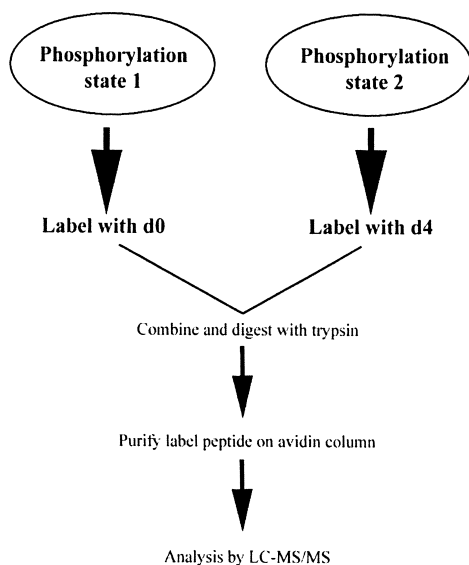 Phosphorylation
state 1
Phosphorylation
state 2
Label with d0
Label with d4
Combine and digest with trypsin
Purify label peptide on avidin column
Analysis by LC-MS/MS